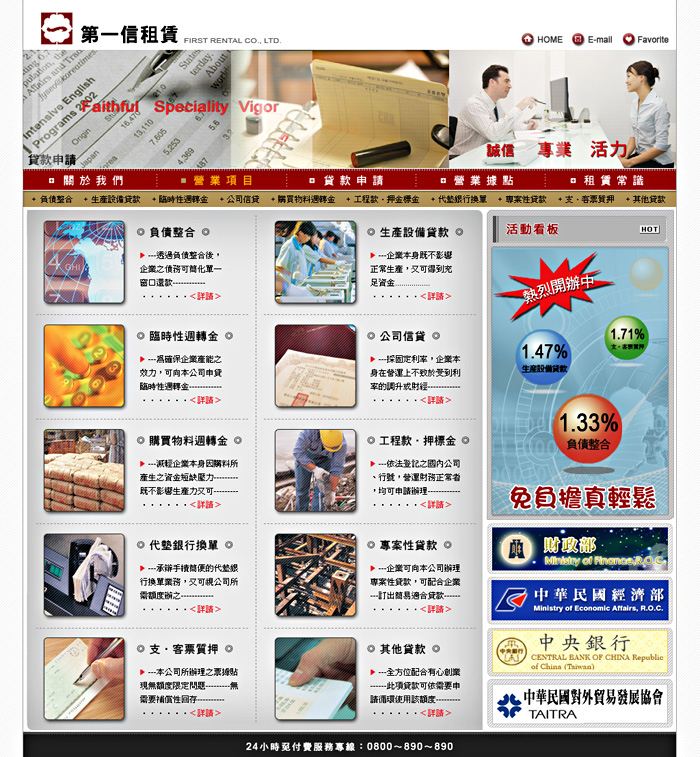 第一信租賃 FIRST RENTAL CO., LTD.
HOME E-mail Favorite
Intensive English
Programs 2002
Faithful Speciality Vigor
誠信 專業 活力
貸款申請
關於我們 營業項目 貸款申請 營業據點 租賃常識
負債整合 生產設備貸款 臨時性週轉金 公司信貸 購買物料週轉金 工程款‧押金標金 代墊銀行換單 專案性貸款 支‧客票質押 其他貸款
◎ 負債整合 ◎
---透過負債整合後，
企業之債務可簡化單一
窗口還款-----------
‧‧‧‧‧‧<詳請>
◎ 生產設備貸款 ◎
---企業本身既不影響
正常生產，又可得到充
足資金................
‧‧‧‧‧‧<詳請>
◎ 臨時性週轉金 ◎
---為確保企業產能之
效力，可向本公司申貸
臨時性週轉金-----------
‧‧‧‧‧‧<詳請>
◎ 公司信貸 ◎
---採固定利率，企業本
身在營運上不致於受到利
率的調升或財經-----------
‧‧‧‧‧‧<詳請>
◎ 購買物料週轉金 ◎
---減輕企業本身因購料所
產生之資金短缺壓力--------
既不影響生產力又可--------
‧‧‧‧‧‧<詳請>
◎ 工程款‧押標金 ◎
---依法登記之國內公司
、行號，營運財務正常者
，均可申請辦理-----------
‧‧‧‧‧‧<詳請>
◎ 代墊銀行換單 ◎
---承辦手續簡便的代墊銀
行換單業務，又可視公司所
需額度辦之-----------
‧‧‧‧‧‧<詳請>
◎ 專案性貸款 ◎
---企業可向本公司辦理
專案性貸款，可配合企業
---訂出簡易適合貸款------
‧‧‧‧‧‧<詳請>
◎ 支‧客票質押 ◎
---本公司所辦理之票據貼
現無額度限定問題---------無
需要補償性回存----------
‧‧‧‧‧‧<詳請>
◎ 其他貸款 ◎
---全方位配合有心創業
------此項貸款可依需要申
請循環使用該額度---------
‧‧‧‧‧‧<詳請>
活動看板 HOT
熱烈開辦中
1.71%
支‧客票質押
1.47%
生產設備貸款
1.33%
負債整合
免負擔真輕鬆
財政部
Ministry of Finance,R.O.C.
中華民國經濟部
Ministry of Economic Affairs, R.O.C.
中央銀行
CENTRAL BANK OF CHINA Republic
of China (Taiwan)
中華民國對外貿易發展協會
TAITRA
24小時免付費服務專線：0800～890～890